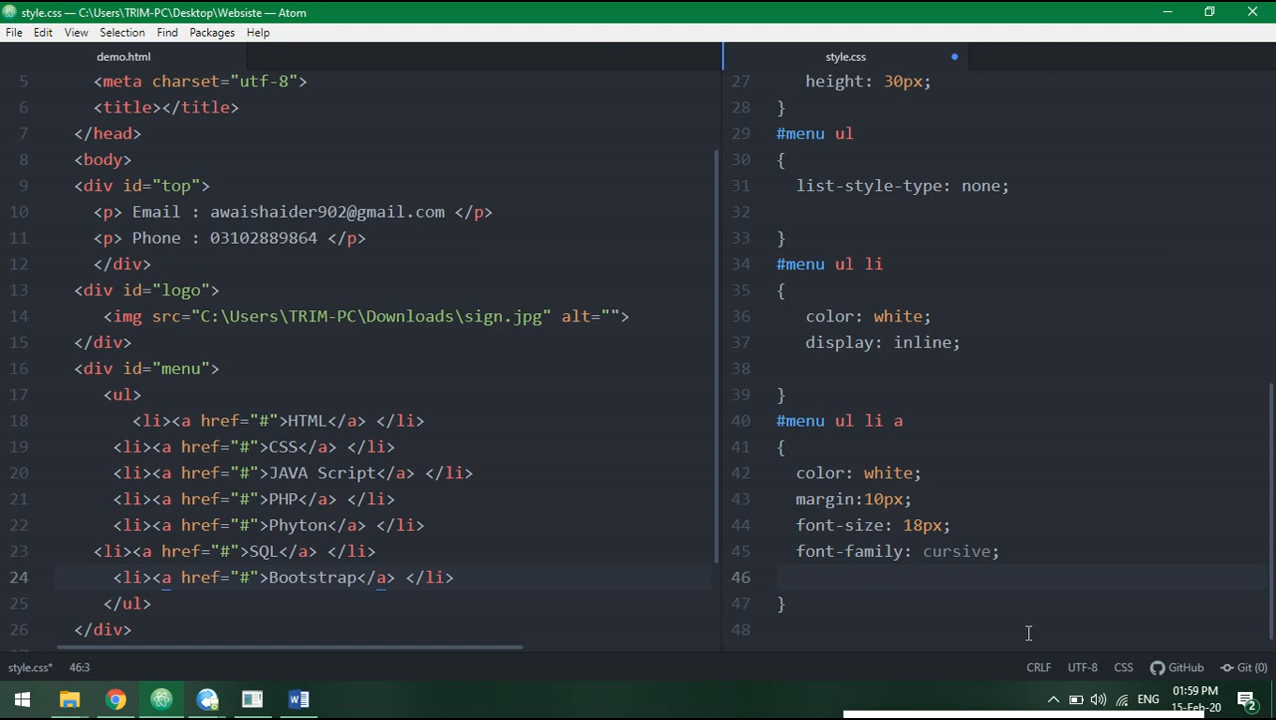 style.css — C:\Users\TRIM-PC\Desktop\Websiste — Atom
File Edit View Selection Find Packages Help
demo.html
5 <meta charset="utf-8">
6 <title></title>
7 </head>
8 <body>
9 <div id="top">
10 <p> Email : awaishaider902@gmail.com </p>
11 <p> Phone : 03102889864 </p>
12 </div>
13 <div id="logo">
14 <img src="C:\Users\TRIM-PC\Downloads\sign.jpg" alt="">
15 </div>
16 <div id="menu">
17 <ul>
18 <li><a href="#">HTML</a> </li>
19 <li><a href="#">CSS</a> </li>
20 <li><a href="#">JAVA Script</a> </li>
21 <li><a href="#">PHP</a> </li>
22 <li><a href="#">Phyton</a> </li>
23 <li><a href="#">SQL</a> </li>
24 <li><a href="#">Bootstrap</a> </li>
25 </ul>
26 </div>
style.css
27 height: 30px;
28 }
29 #menu ul
30 {
31 list-style-type: none;
32
33 }
34 #menu ul li
35 {
36 color: white;
37 display: inline;
38
39 }
40 #menu ul li a
41 {
42 color: white;
43 margin:10px;
44 font-size: 18px;
45 font-family: cursive;
46
47 }
48
style.css* 46:3 CRLF UTF-8 CSS GitHub Git (0)
ENG
01:59 PM
15-Feb-20
2